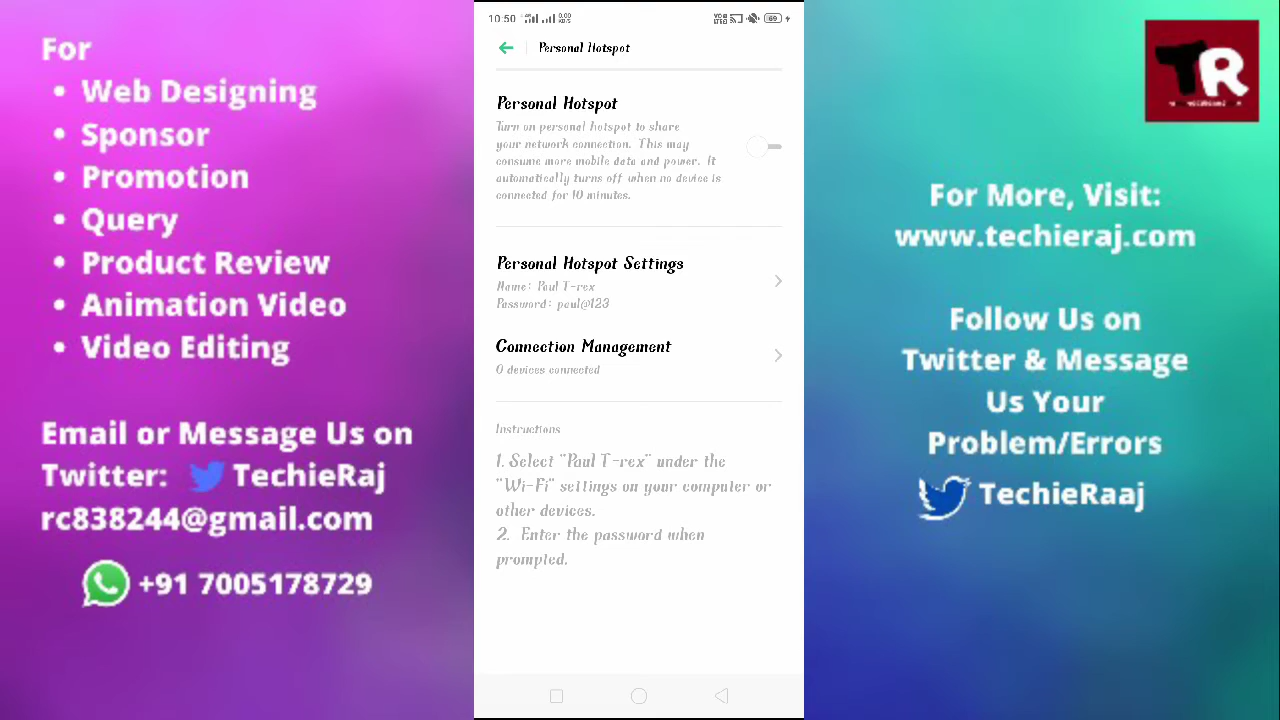 For
• Web Designing
• Sponsor
• Promotion
• Query
• Product Review
• Animation Video
• Video Editing
Email or Message Us on
Twitter: TechieRaj
rc838244@gmail.com
+91 7005178729
10:50
69
Personal Hotspot
Personal Hotspot
Turn on personal hotspot to share
your network connection. This may
consume more mobile data and power. It
automatically turns off when no device is
connected for 10 minutes.
Personal Hotspot Settings
Name: Paul T-rex
Password: paul@123
Connection Management
0 devices connected
Instructions
1. Select "Paul T-rex" under the
"Wi-Fi" settings on your computer or
other devices.
2. Enter the password when
prompted.
TR
For More, Visit:
www.techieraj.com
Follow Us on
Twitter & Message
Us Your
Problem/Errors
TechieRaaj